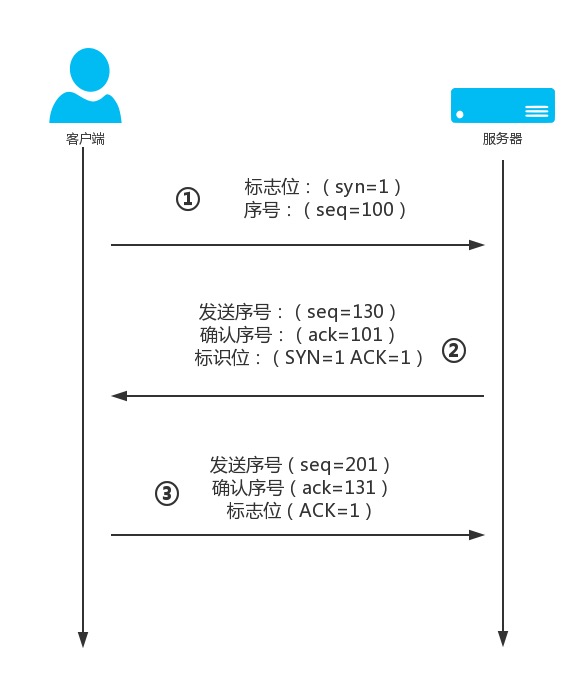 客户端
服务器
①
标志位：（syn=1）
序号：（seq=100）
发送序号：（seq=130）
确认序号：（ack=101）
标识位：（SYN=1 ACK=1）
②
发送序号（seq=201）
③
确认序号（ack=131）
标志位（ACK=1）